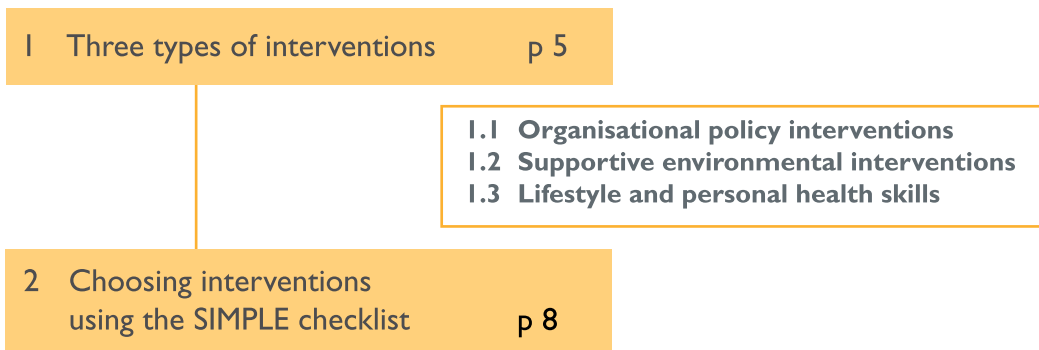 1 Three types of interventions p 5
1.1 Organisational policy interventions
1.2 Supportive environmental interventions
1.3 Lifestyle and personal health skills
2 Choosing interventions
using the SIMPLE checklist p 8